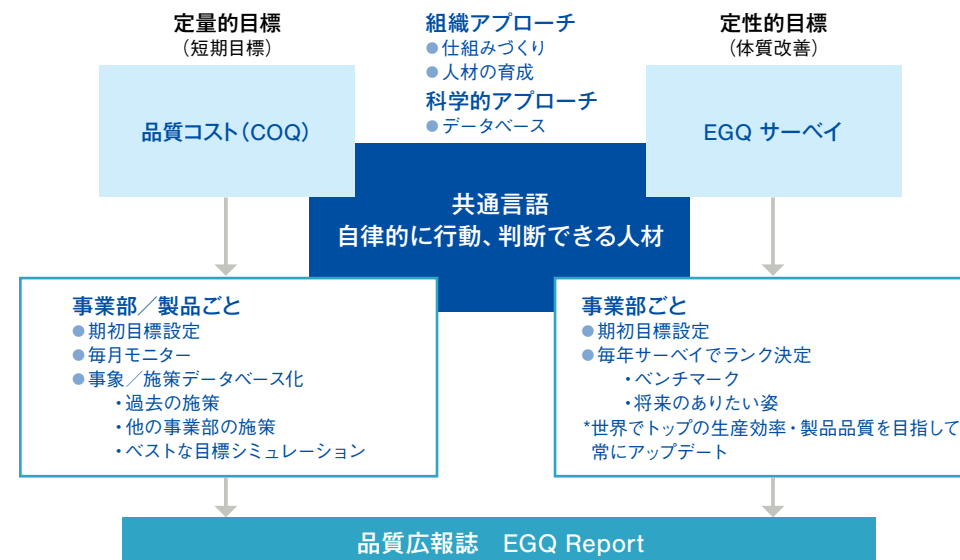 定量的目標
（短期目標）
品質コスト（COQ）
組織アプローチ
●仕組みづくり
●人材の育成
科学的アプローチ
●データベース
定性的目標
（体質改善）
EGQ サーベイ
共通言語
自律的に行動、判断できる人材
事業部／製品ごと
●期初目標設定
●毎月モニター
●事象／施策データベース化
・過去の施策
・他の事業部の施策
・ベストな目標シミュレーション
事業部ごと
●期初目標設定
●毎年サーベイでランク決定
・ベンチマーク
・将来のありたい姿
*世界でトップの生産効率・製品品質を目指して
常にアップデート
品質広報誌　EGQ Report